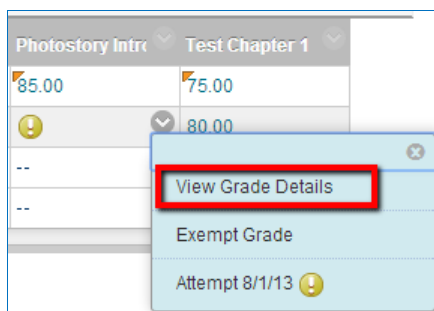 Photostory Intro Test Chapter 1
85.00 75.00
80.00
--
--
View Grade Details
Exempt Grade
Attempt 8/1/13